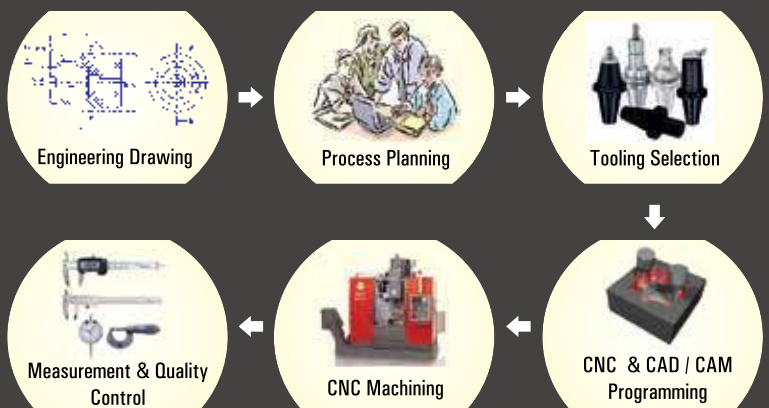 Engineering Drawing
Process Planning
Tooling Selection
CNC & CAD / CAM
Programming
CNC Machining
Measurement & Quality
Control